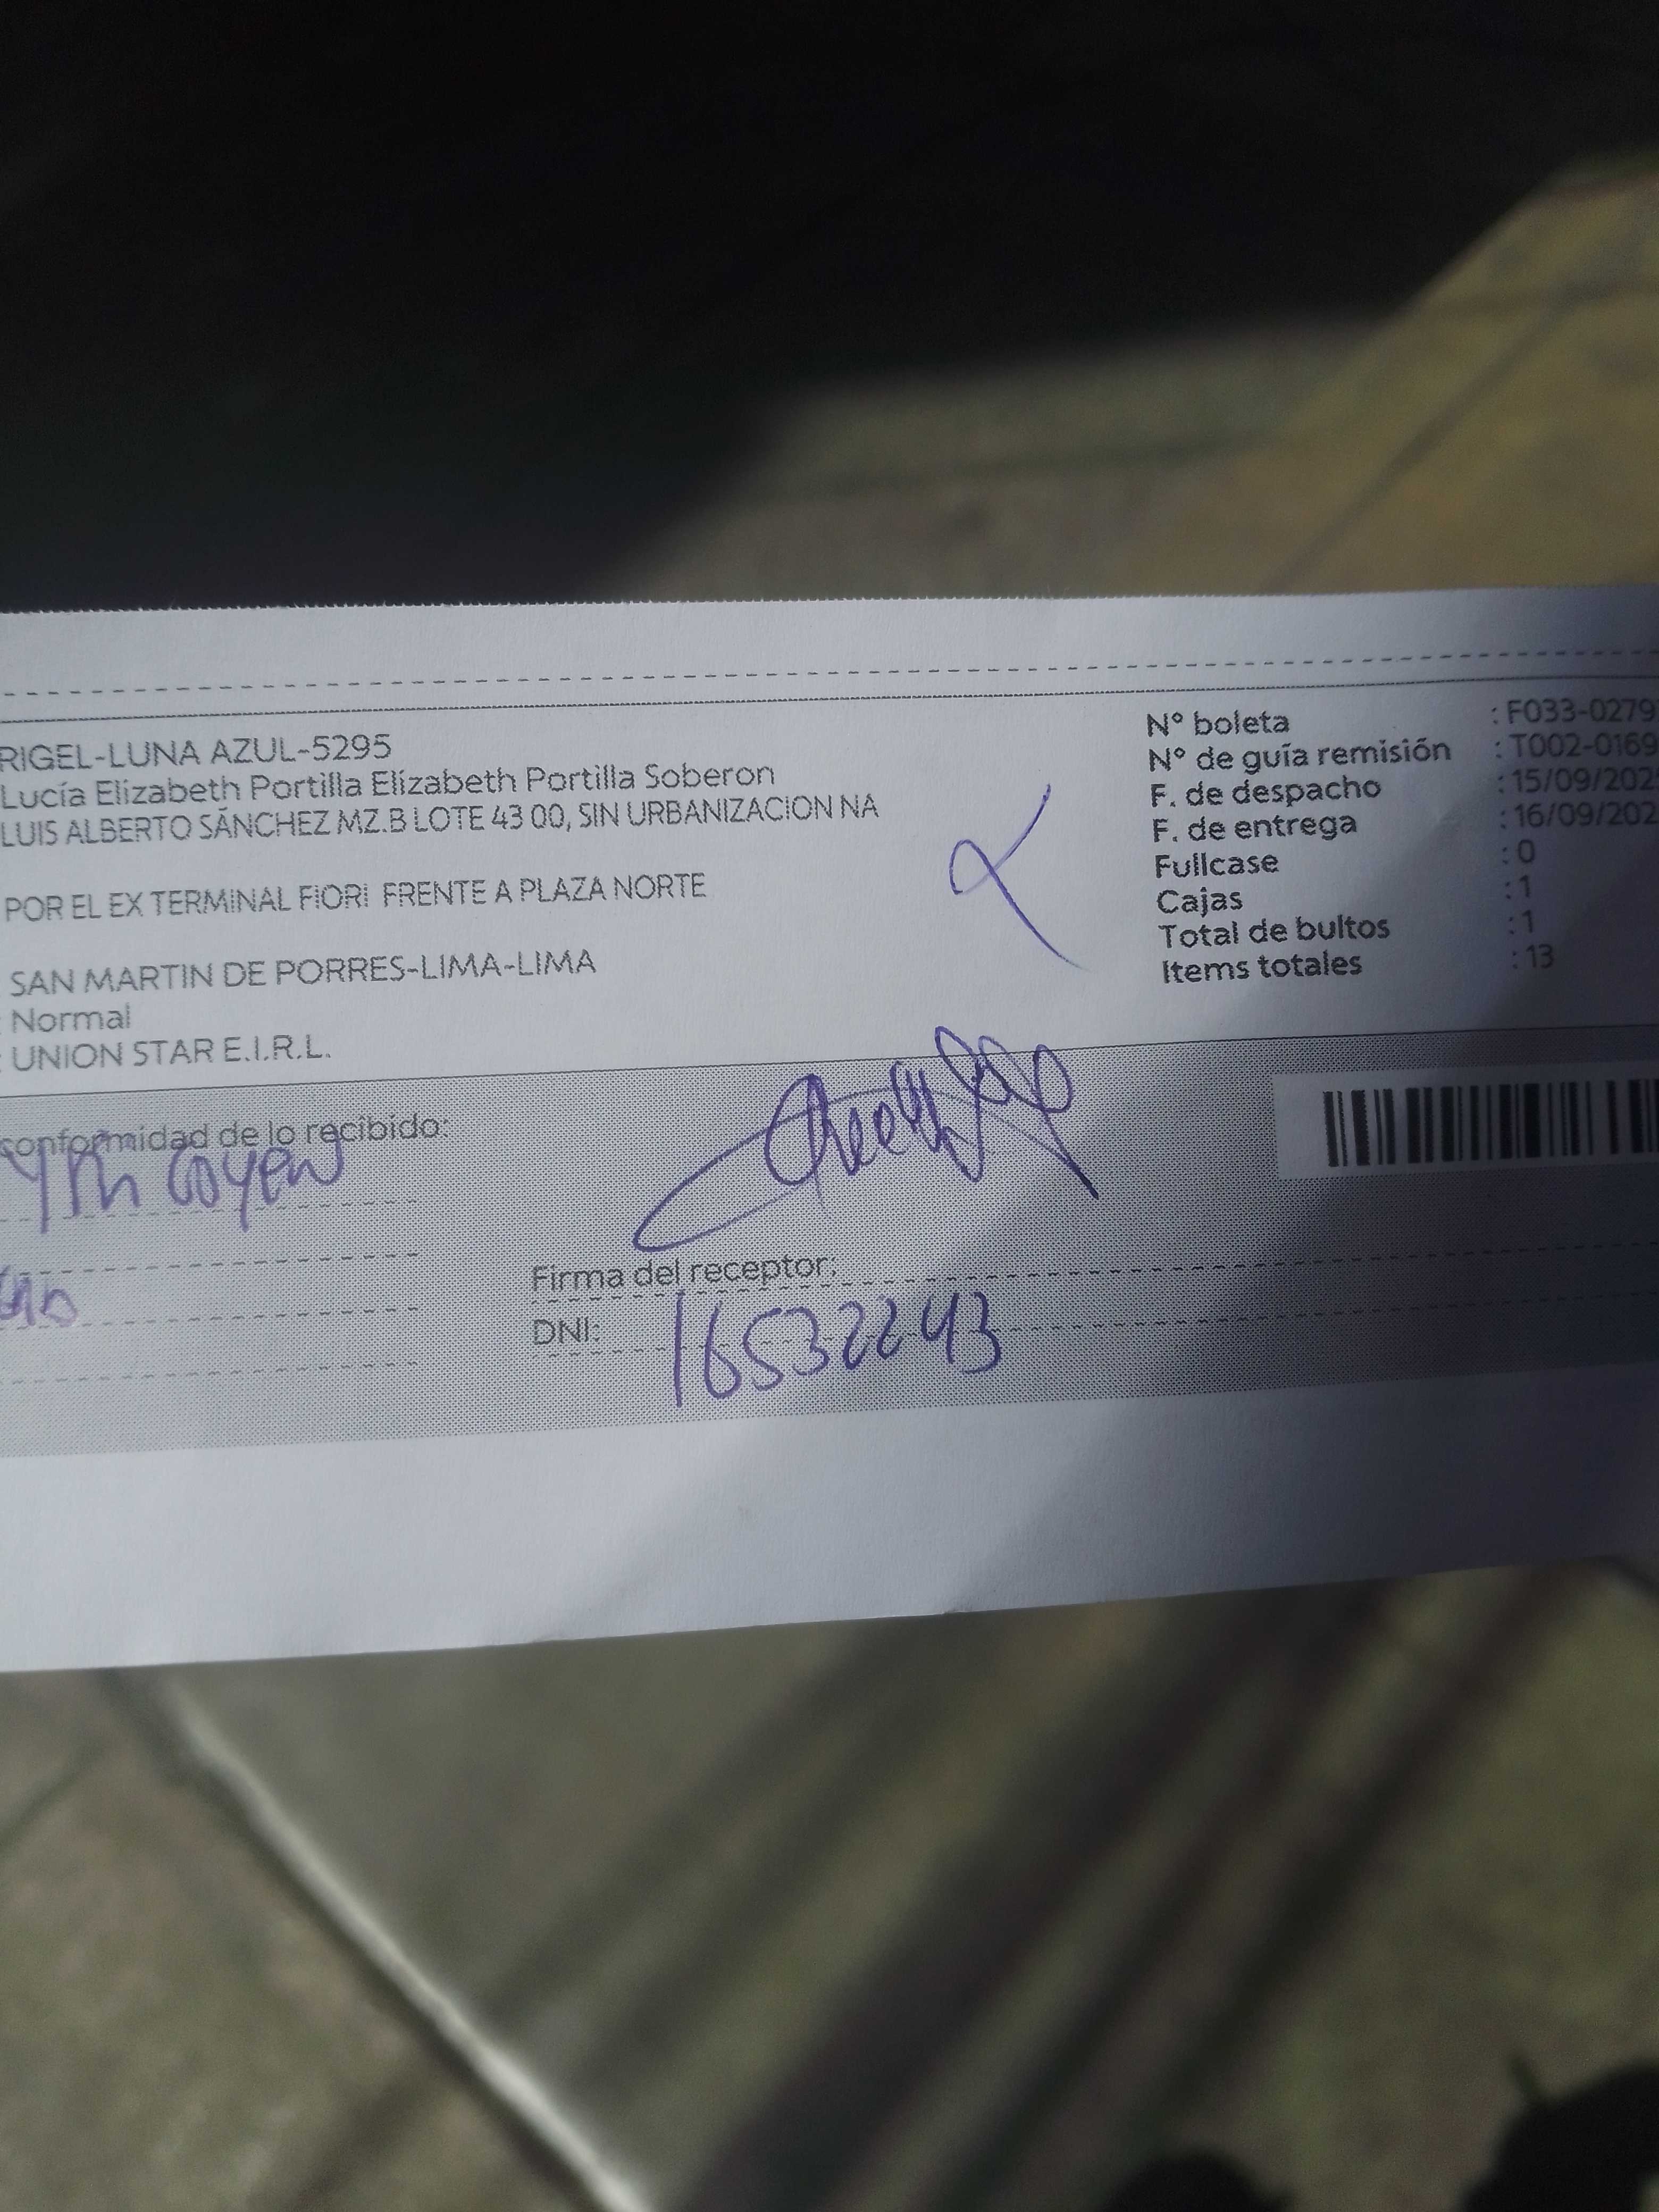 RIGEL-LUNA AZUL-5295
Lucía Elizabeth Portilla Elizabeth Portilla Soberon
LUIS ALBERTO SÁNCHEZ MZ.B LOTE 43 00, SIN URBANIZACION NA
POR EL EX TERMINAL FIORI FRENTE A PLAZA NORTE
SAN MARTIN DE PORRES-LIMA-LIMA
: Normal
: UNION STAR E.I.R.L.
Nº boleta : F033-0279
Nº de guía remisión : T002-0169
F. de despacho : 15/09/202
F. de entrega : 16/09/202
Fullcase : 0
Cajas : 1
Total de bultos : 1
Items totales : 13
conformidad de lo recibido:
Firma del receptor:
DNI: 16532243